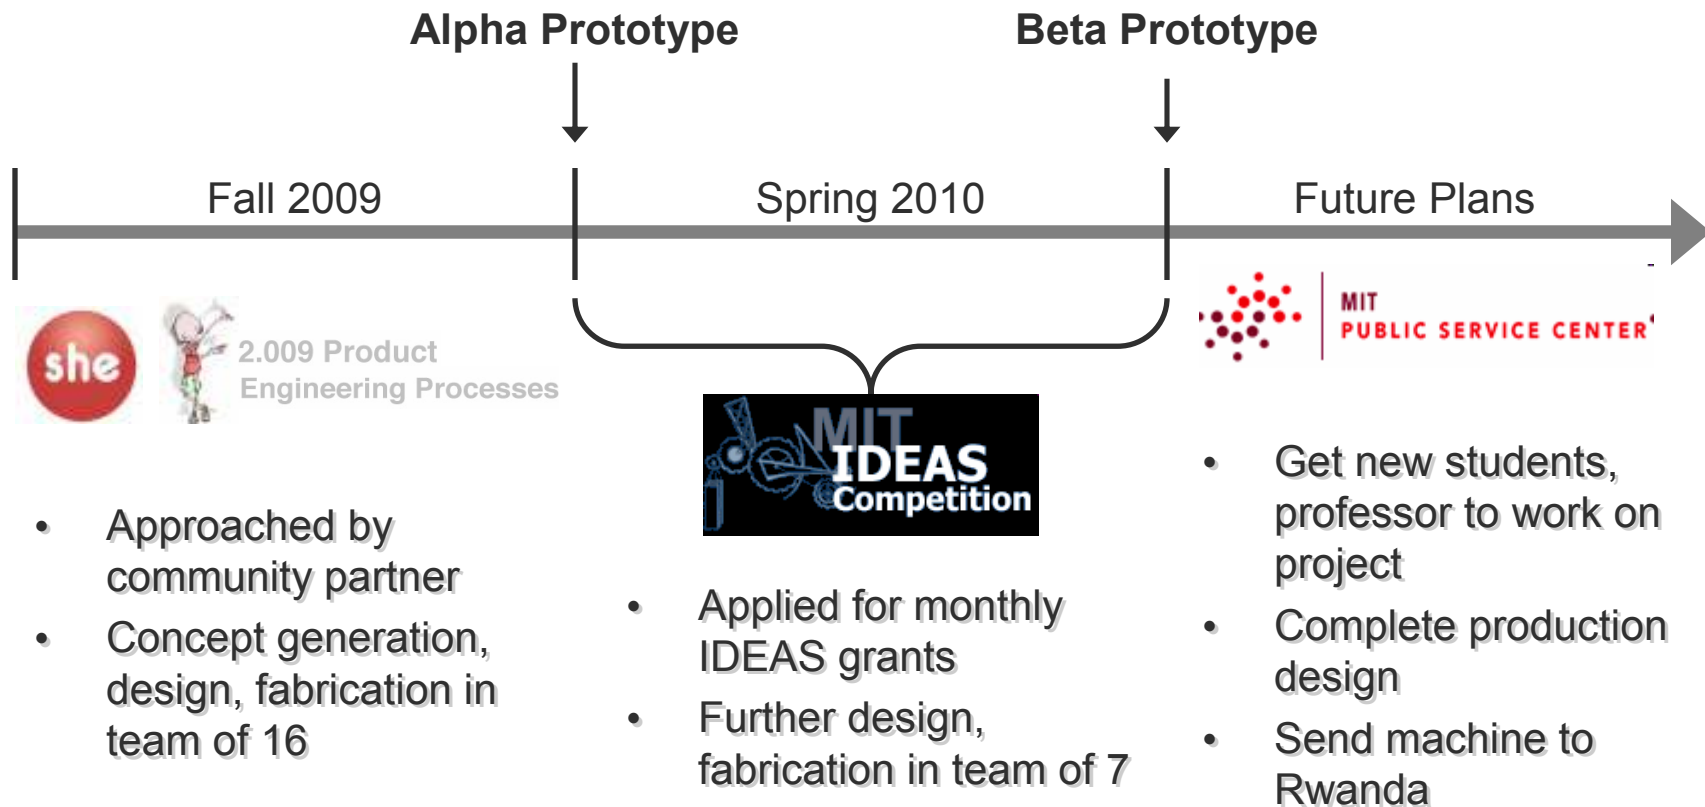 Alpha Prototype
Beta Prototype
Fall 2009
Spring 2010
Future Plans
she
2.009 Product
Engineering Processes
• Approached by
community partner
• Concept generation,
design, fabrication in
team of 16
MIT
IDEAS
Competition
• Applied for monthly
IDEAS grants
• Further design,
fabrication in team of 7
MIT
PUBLIC SERVICE CENTER
• Get new students,
professor to work on
project
• Complete production
design
• Send machine to
Rwanda